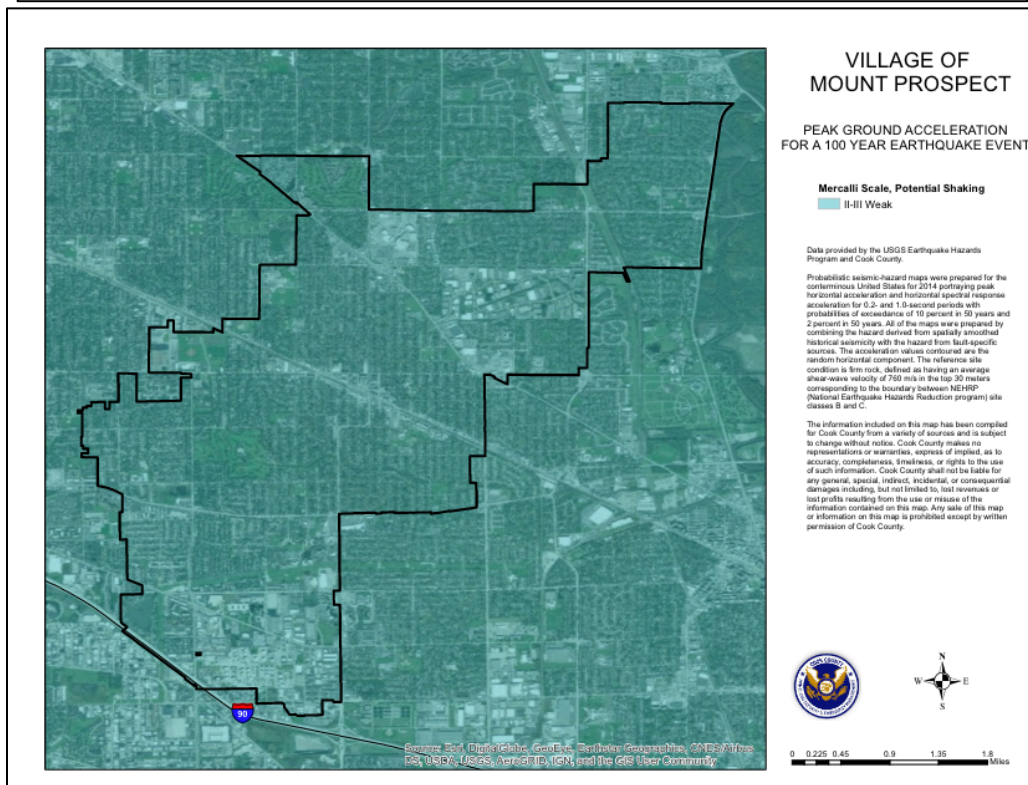 VILLAGE OF
MOUNT PROSPECT
PEAK GROUND ACCELERATION
FOR A 100 YEAR EARTHQUAKE EVENT
Mercalli Scale, Potential Shaking
II-III Weak
Data provided by the USGS Earthquake Hazards
Program and Cook County.
Probabilistic seismic-hazard maps were prepared for the
conterminous United States for 2014 portraying peak
horizontal acceleration and horizontal spectral response
acceleration for 0.2- and 1.0-second periods with
probabilities of exceedance of 10 percent in 50 years and
2 percent in 50 years. All of the maps were prepared by
combining the hazard derived from spatially smoothed
historical seismicity with the hazard from fault-specific
sources. The acceleration values contoured are the
random horizontal component. The reference site
condition is firm rock, defined as having an average
shear-wave velocity of 760 m/s in the top 30 meters
corresponding to the boundary between NEHRP
(National Earthquake Hazards Reduction program) site
classes B and C.
The information included on this map has been compiled
for Cook County from a variety of sources and is subject
to change without notice. Cook County makes no
representations or warranties, express of implied, as to
accuracy, completeness, timeliness, or rights to the use
of such information. Cook County shall not be liable for
any general, special, indirect, incidental, or consequential
damages including, but not limited to, lost revenues or
lost profits resulting from the use or misuse of the
information contained on this map. Any sale of this map
or information on this map is prohibited except by written
permission of Cook County.
COOK COUNTY
N
W E
S
90
Source: Esri, DigitalGlobe, GeoEye, Earthstar Geographics, CNES/Airbus
DS, USDA, USGS, AeroGRID, IGN, and the GIS User Community
0 0.225 0.45 0.9 1.35 1.8
Miles